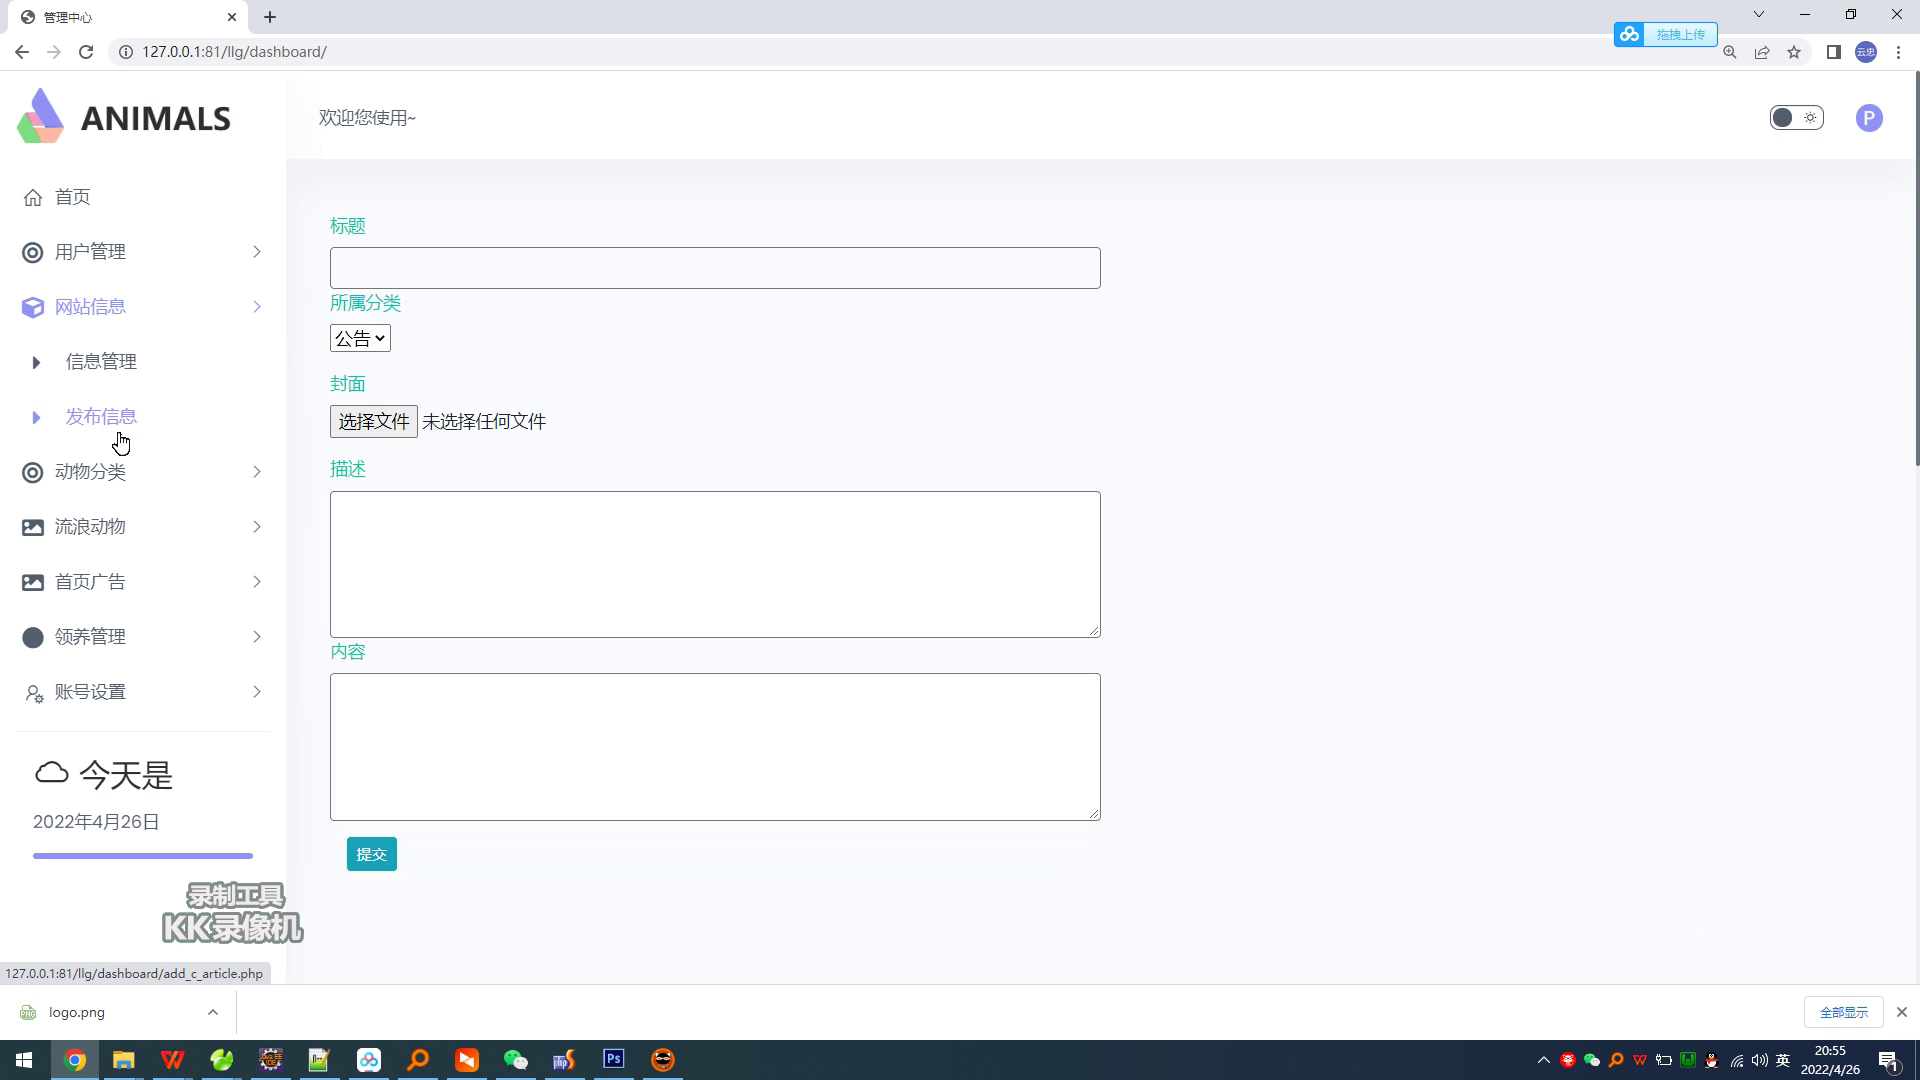 管理中心
127.0.0.1:81/llg/dashboard/
拖拽上传
云忠
ANIMALS
欢迎您使用~
P
首页
用户管理
网站信息
信息管理
发布信息
动物分类
流浪动物
首页广告
领养管理
账号设置
今天是
2022年4月26日
标题
所属分类
公告
封面
选择文件 未选择任何文件
描述
内容
提交
录制工具
KK录像机
127.0.0.1:81/llg/dashboard/add_c_article.php
logo.png
全部显示
英
20:55
2022/4/26
1
php
Ps